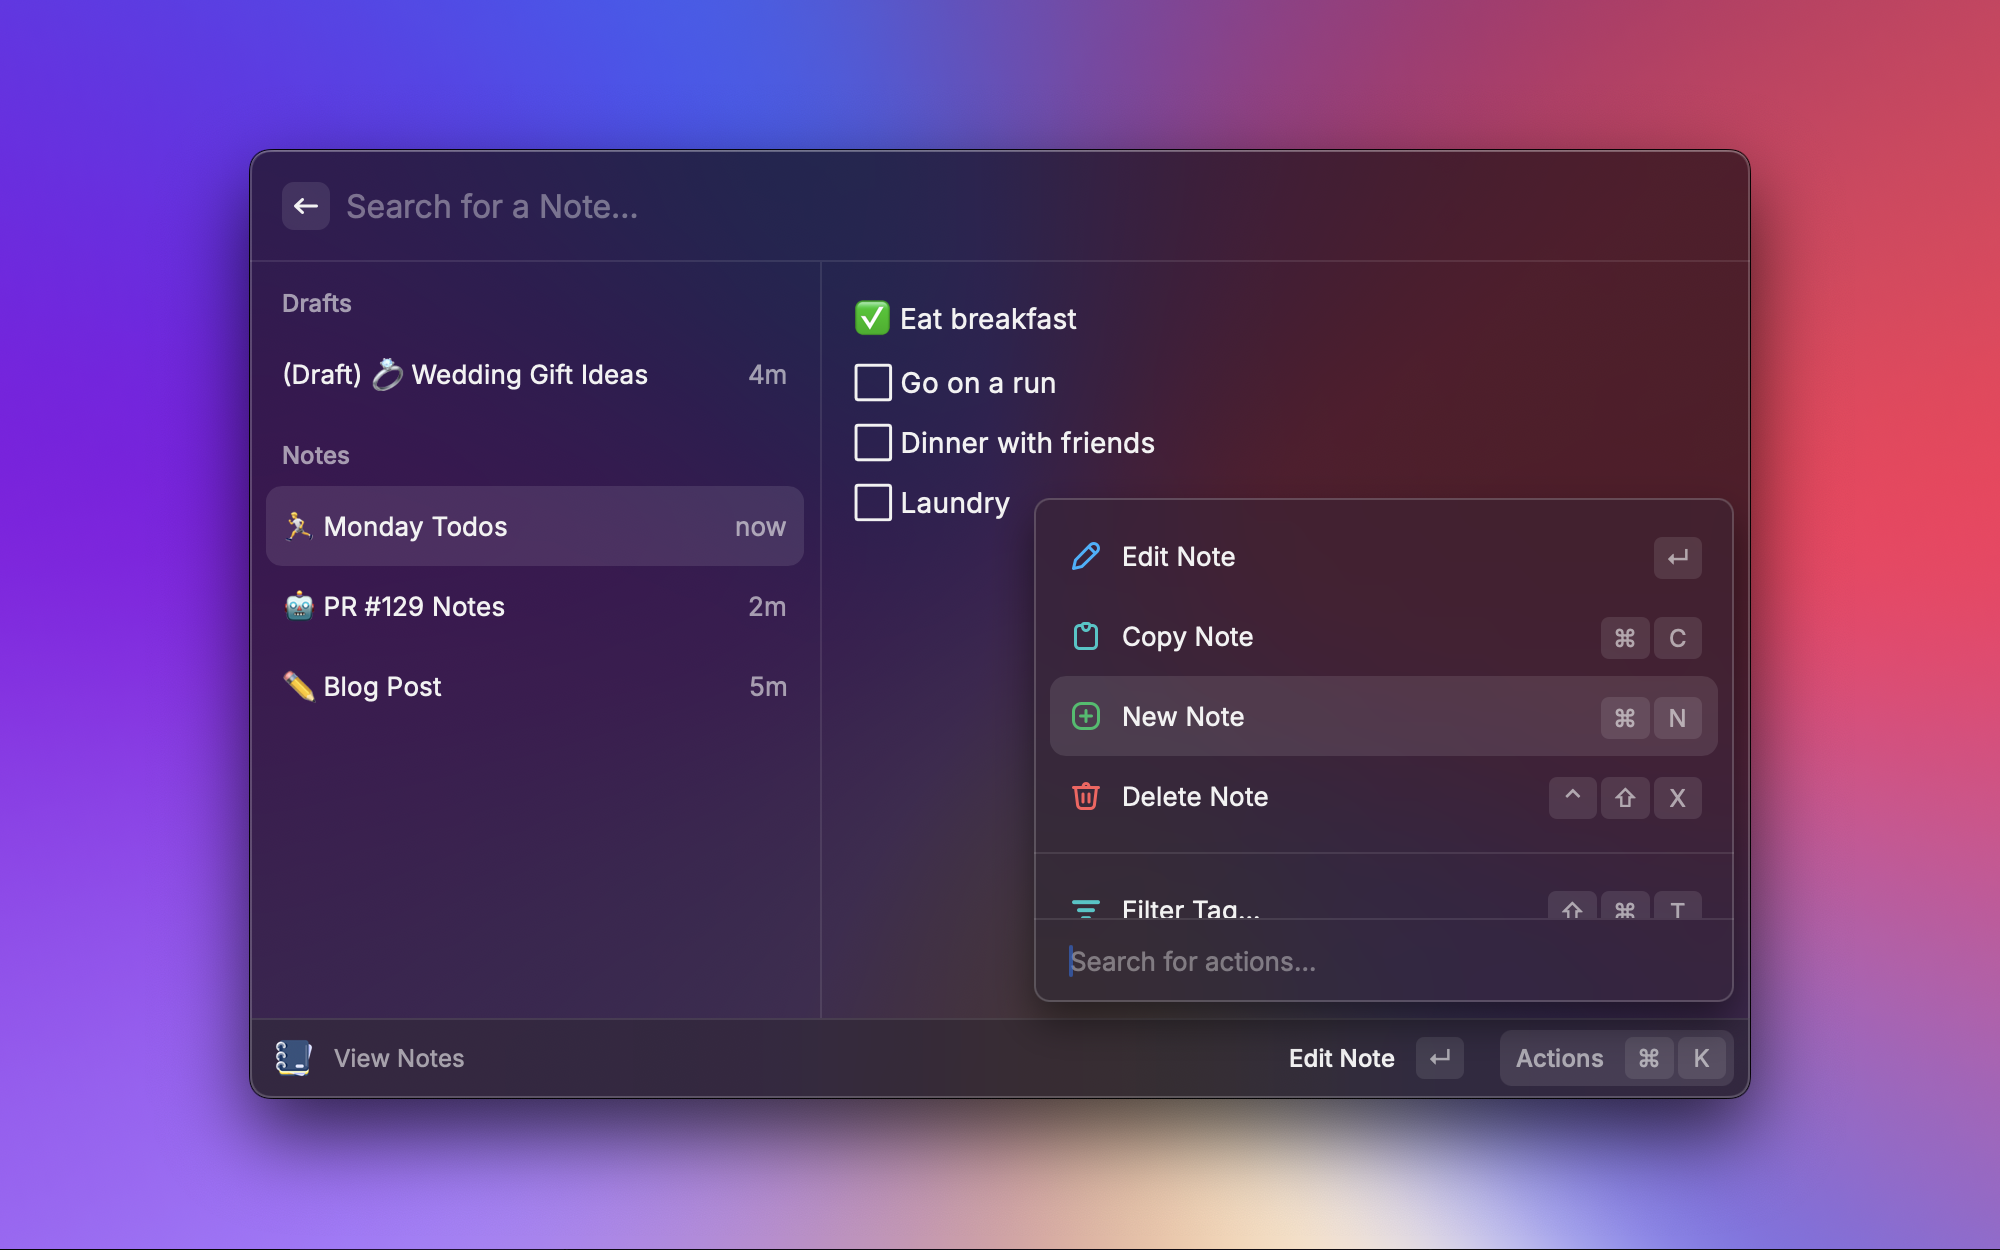 Search for a Note...
Drafts
(Draft) 💍 Wedding Gift Ideas 4m
Notes
🏃 Monday Todos now
🤖 PR #129 Notes 2m
✏️ Blog Post 5m
✅ Eat breakfast
Go on a run
Dinner with friends
Laundry
Edit Note ↵
Copy Note ⌘ C
New Note ⌘ N
Delete Note ^ ⇧ X
Filter Tag... ⇧ ⌘ T
Search for actions...
View Notes
Edit Note ↵
Actions ⌘ K